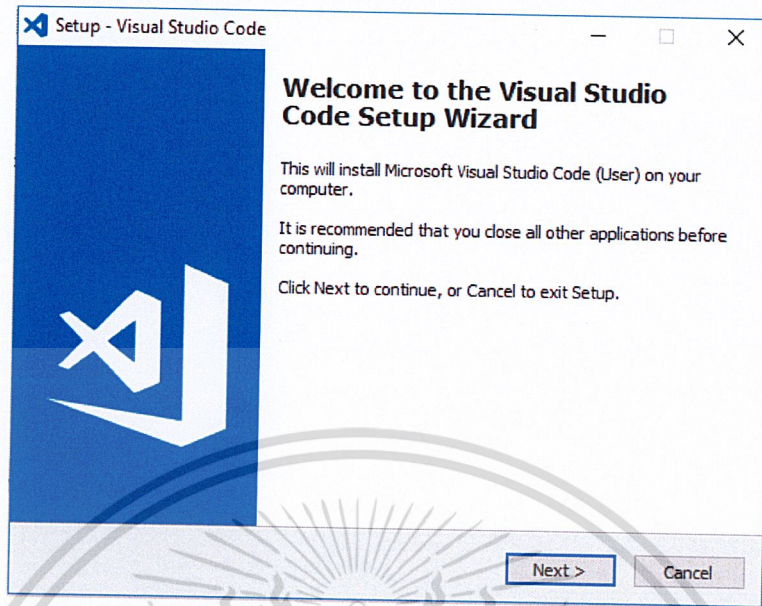 Setup - Visual Studio Code
Welcome to the Visual Studio
Code Setup Wizard
This will install Microsoft Visual Studio Code (User) on your
computer.
It is recommended that you close all other applications before
continuing.
Click Next to continue, or Cancel to exit Setup.
Next >
Cancel